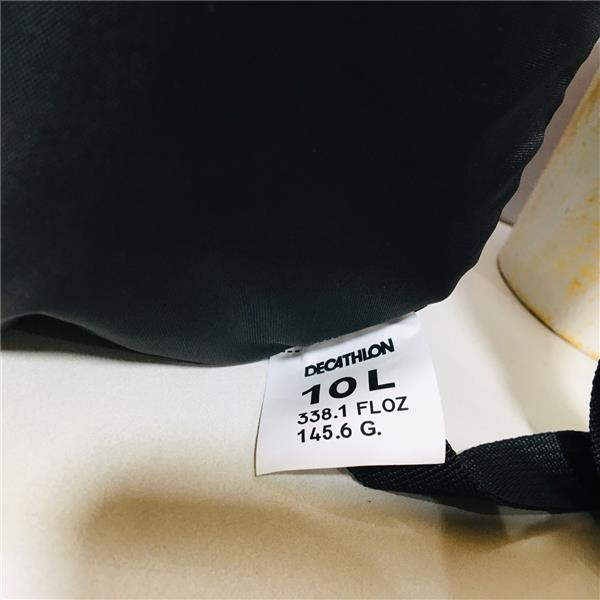 DECATHLON
10 L
338.1 FLOZ
145.6 G.